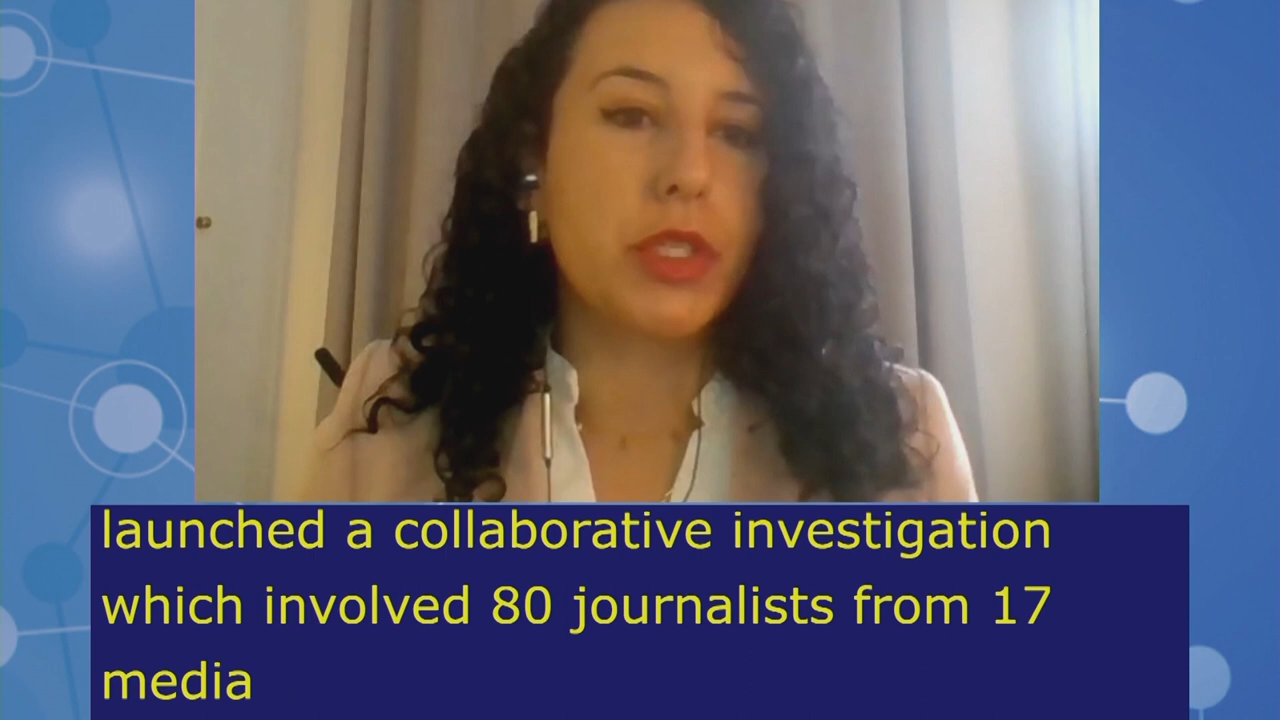 launched a collaborative investigation
which involved 80 journalists from 17
media